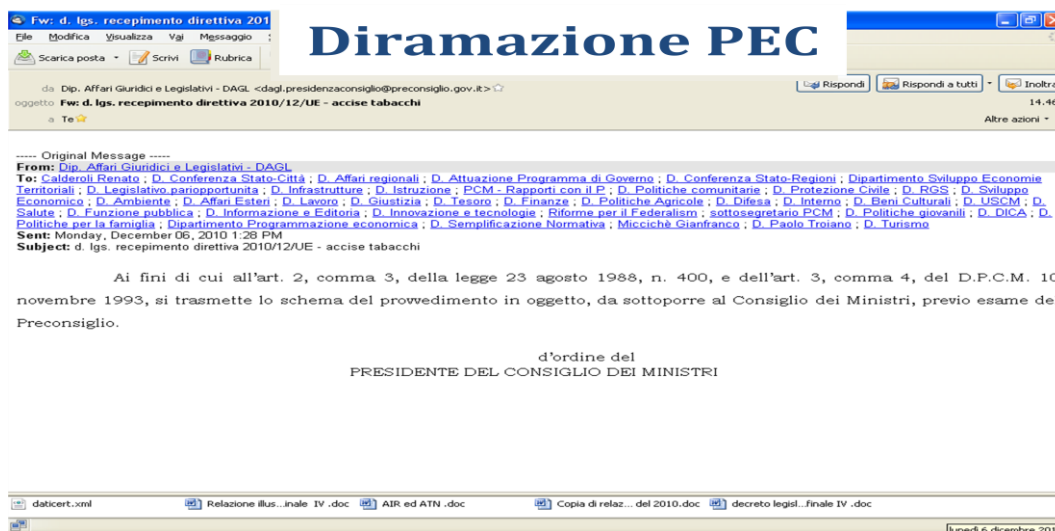 Fw: d. lgs. recepimento direttiva 201
Diramazione PEC
File Modifica Visualizza Vai Messaggio
Scarica posta Scrivi Rubrica
da Dip. Affari Giuridici e Legislativi - DAGL <dagl.presidenzaconsiglio@preconsiglio.gov.it>
Rispondi Rispondi a tutti Inoltra
oggetto Fw: d. lgs. recepimento direttiva 2010/12/UE - accise tabacchi
14.46
a Te
Altre azioni
----- Original Message -----
From: Dip. Affari Giuridici e Legislativi - DAGL
To: Calderoli Renato ; D. Conferenza Stato-Città ; D. Affari regionali ; D. Attuazione Programma di Governo ; D. Conferenza Stato-Regioni ; Dipartimento Sviluppo Economie
Territoriali ; D. Legislativo.pariopportunita ; D. Infrastrutture ; D. Istruzione ; PCM - Rapporti con il P ; D. Politiche comunitarie ; D. Protezione Civile ; D. RGS ; D. Sviluppo
Economico ; D. Ambiente ; D. Affari Esteri ; D. Lavoro ; D. Giustizia ; D. Tesoro ; D. Finanze ; D. Politiche Agricole ; D. Difesa ; D. Interno ; D. Beni Culturali ; D. USCM ; D.
Salute ; D. Funzione pubblica ; D. Informazione e Editoria ; D. Innovazione e tecnologie ; Riforme per il Federalism ; sottosegretario PCM ; D. Politiche giovanili ; D. DICA ; D.
Politiche per la famiglia ; Dipartimento Programmazione economica ; D. Semplificazione Normativa ; Miccichè Gianfranco ; D. Paolo Troiano ; D. Turismo
Sent: Monday, December 06, 2010 1:28 PM
Subject: d. lgs. recepimento direttiva 2010/12/UE - accise tabacchi
Ai fini di cui all'art. 2, comma 3, della legge 23 agosto 1988, n. 400, e dell'art. 3, comma 4, del D.P.C.M. 10
novembre 1993, si trasmette lo schema del provvedimento in oggetto, da sottoporre al Consiglio dei Ministri, previo esame de
Preconsiglio.
d'ordine del
PRESIDENTE DEL CONSIGLIO DEI MINISTRI
daticert.xml Relazione illus...inale IV .doc AIR ed ATN .doc Copia di relaz... del 2010.doc decreto legisl...finale IV .doc
lunedì 6 dicembre 201